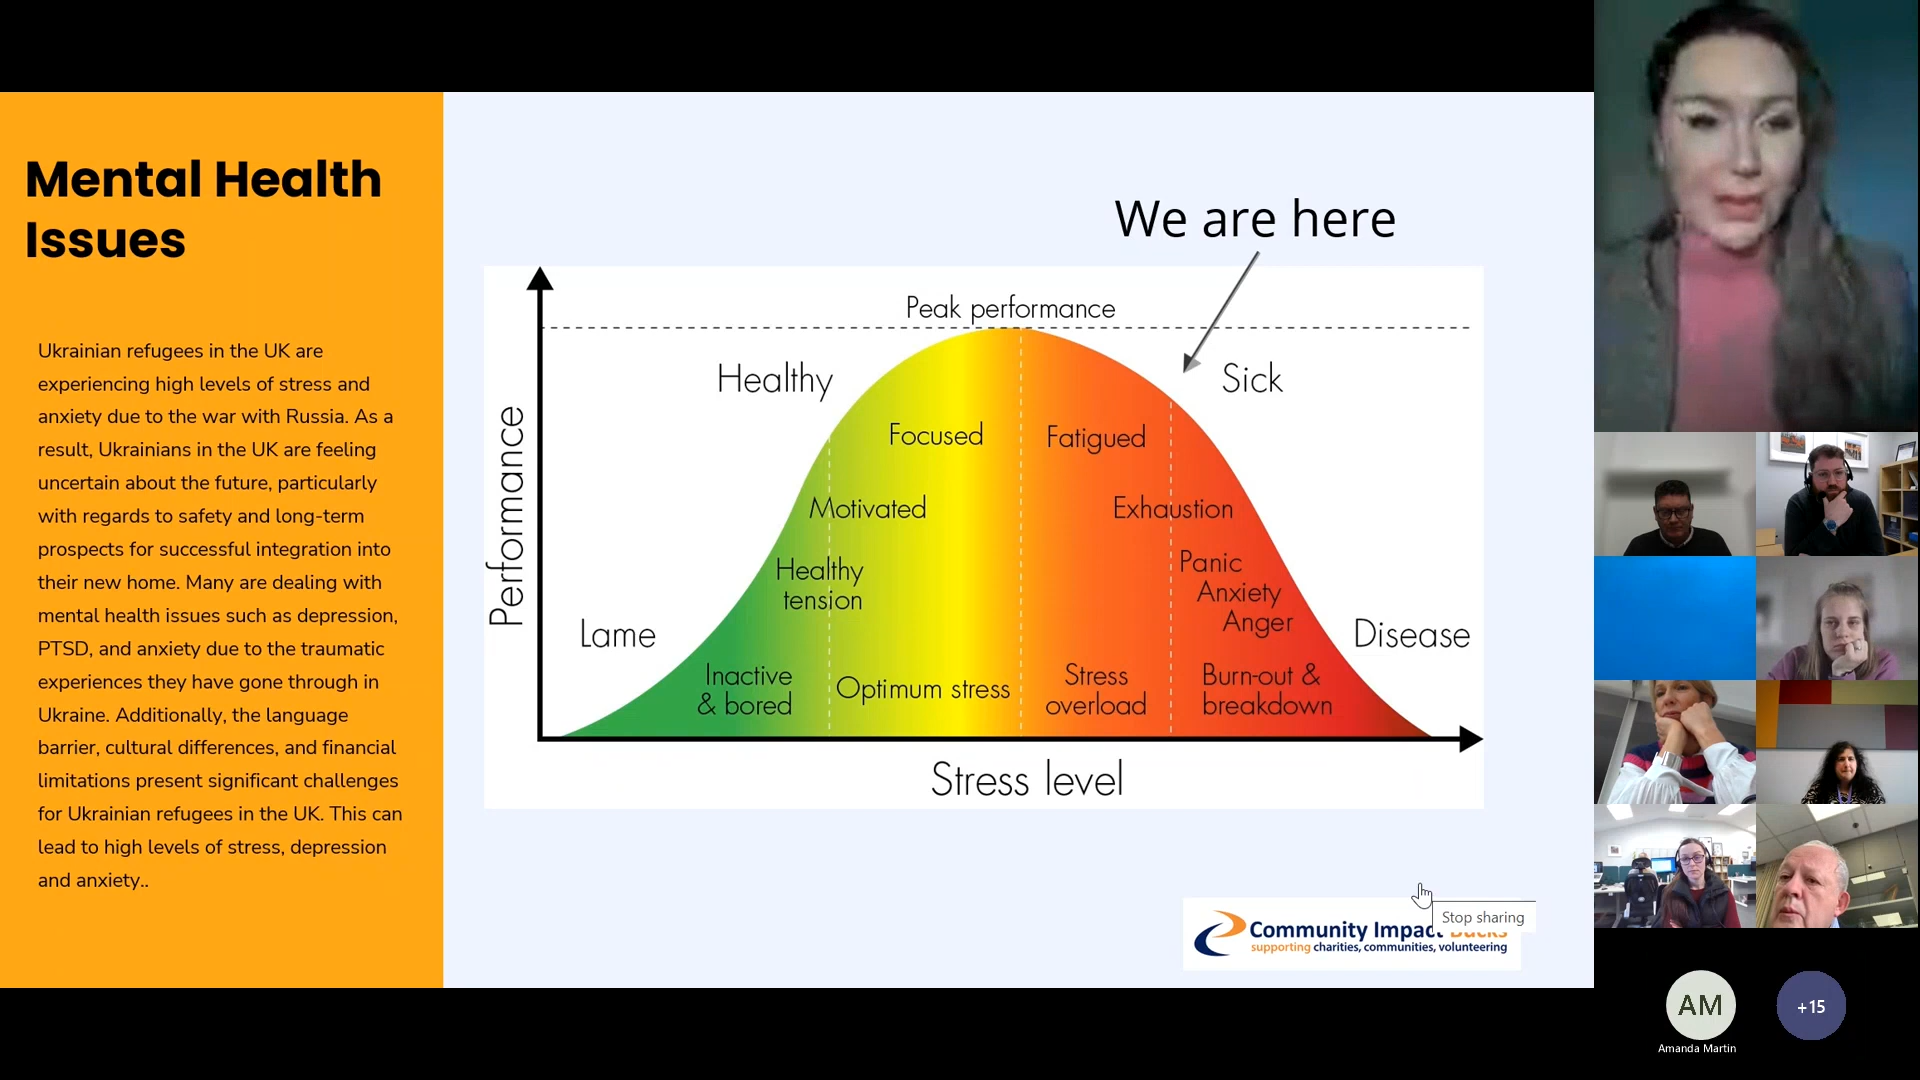 Mental Health
Issues
Ukrainian refugees in the UK are
experiencing high levels of stress and
anxiety due to the war with Russia. As a
result, Ukrainians in the UK are feeling
uncertain about the future, particularly
with regards to safety and long-term
prospects for successful integration into
their new home. Many are dealing with
mental health issues such as depression,
PTSD, and anxiety due to the traumatic
experiences they have gone through in
Ukraine. Additionally, the language
barrier, cultural differences, and financial
limitations present significant challenges
for Ukrainian refugees in the UK. This can
lead to high levels of stress, depression
and anxiety..
We are here
Peak performance
Healthy
Sick
Focused
Fatigued
Motivated
Exhaustion
Healthy
tension
Panic
Anxiety
Anger
Lame
Disease
Inactive
& bored
Optimum stress
Stress
overload
Burn-out &
breakdown
Performance
Stress level
Stop sharing
Community Impact Bucks
supporting charities, communities, volunteering
AM
Amanda Martin
+15